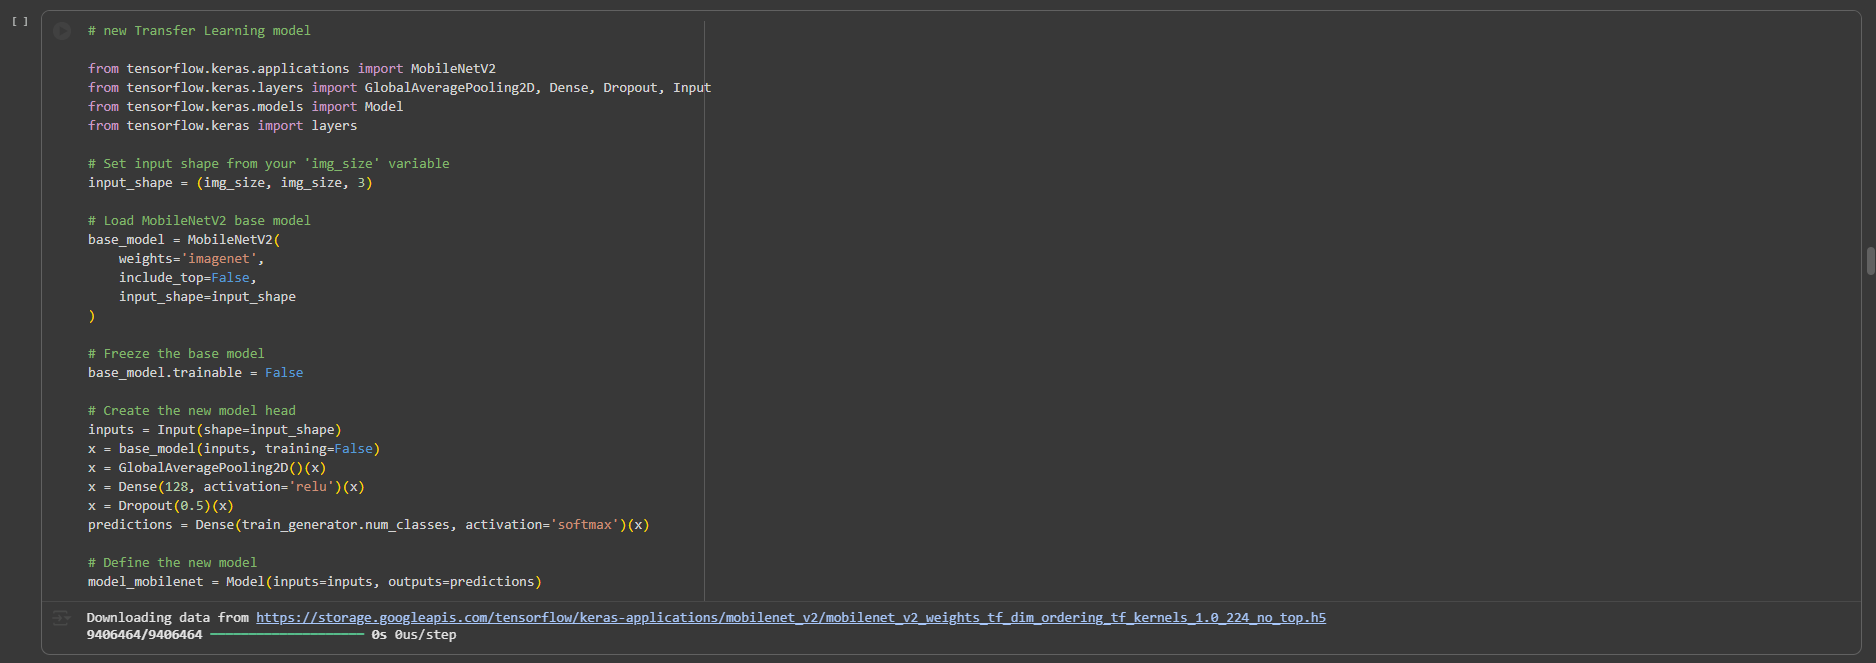 [ ]
# new Transfer Learning model
from tensorflow.keras.applications import MobileNetV2
from tensorflow.keras.layers import GlobalAveragePooling2D, Dense, Dropout, Input
from tensorflow.keras.models import Model
from tensorflow.keras import layers
# Set input shape from your 'img_size' variable
input_shape = (img_size, img_size, 3)
# Load MobileNetV2 base model
base_model = MobileNetV2(
    weights='imagenet',
    include_top=False,
    input_shape=input_shape
)
# Freeze the base model
base_model.trainable = False
# Create the new model head
inputs = Input(shape=input_shape)
x = base_model(inputs, training=False)
x = GlobalAveragePooling2D()(x)
x = Dense(128, activation='relu')(x)
x = Dropout(0.5)(x)
predictions = Dense(train_generator.num_classes, activation='softmax')(x)
# Define the new model
model_mobilenet = Model(inputs=inputs, outputs=predictions)
Downloading data from https://storage.googleapis.com/tensorflow/keras-applications/mobilenet_v2/mobilenet_v2_weights_tf_dim_ordering_tf_kernels_1.0_224_no_top.h5
9406464/9406464 ━━━━━━━━━━━━━━━━━━━━ 0s 0us/step